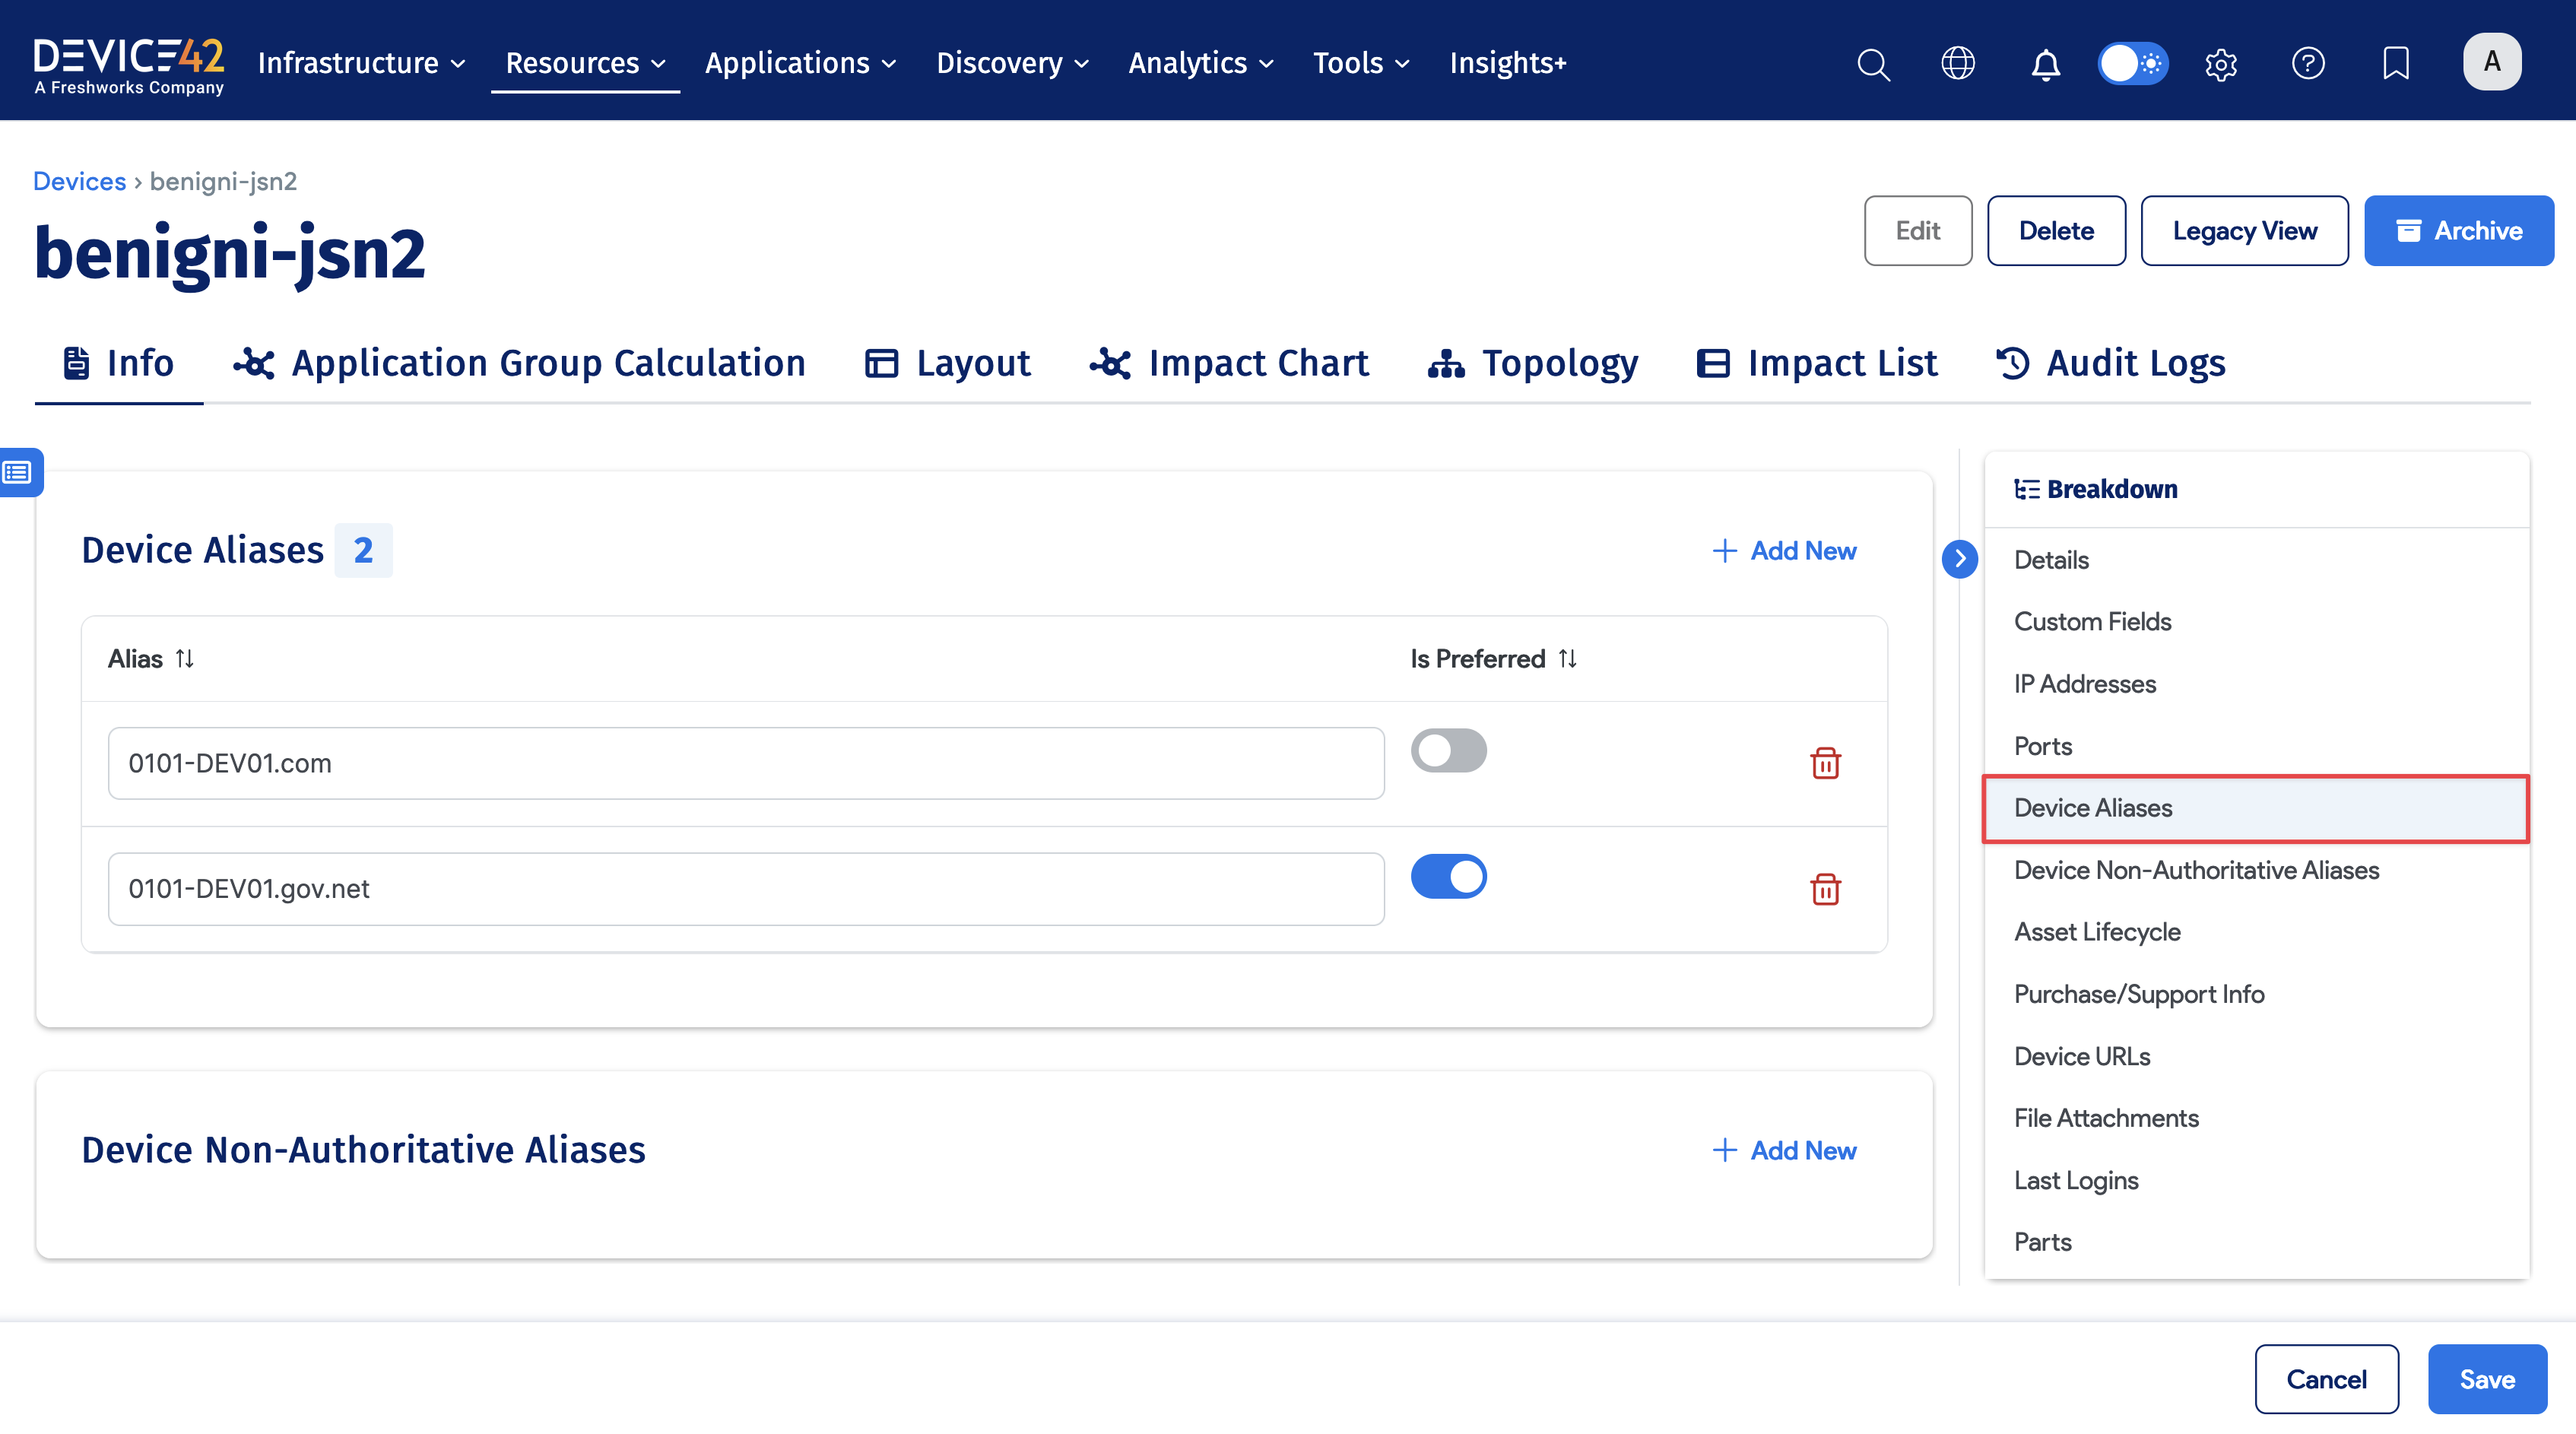 DEVICE42
A Freshworks Company
Infrastructure
Resources
Applications
Discovery
Analytics
Tools
Insights+
A
Devices › benigni-jsn2
benigni-jsn2
Edit
Delete
Legacy View
Archive
Info
Application Group Calculation
Layout
Impact Chart
Topology
Impact List
Audit Logs
Device Aliases 2
+ Add New
Alias
Is Preferred
0101-DEV01.com
0101-DEV01.gov.net
Device Non-Authoritative Aliases
+ Add New
Breakdown
Details
Custom Fields
IP Addresses
Ports
Device Aliases
Device Non-Authoritative Aliases
Asset Lifecycle
Purchase/Support Info
Device URLs
File Attachments
Last Logins
Parts
Cancel
Save